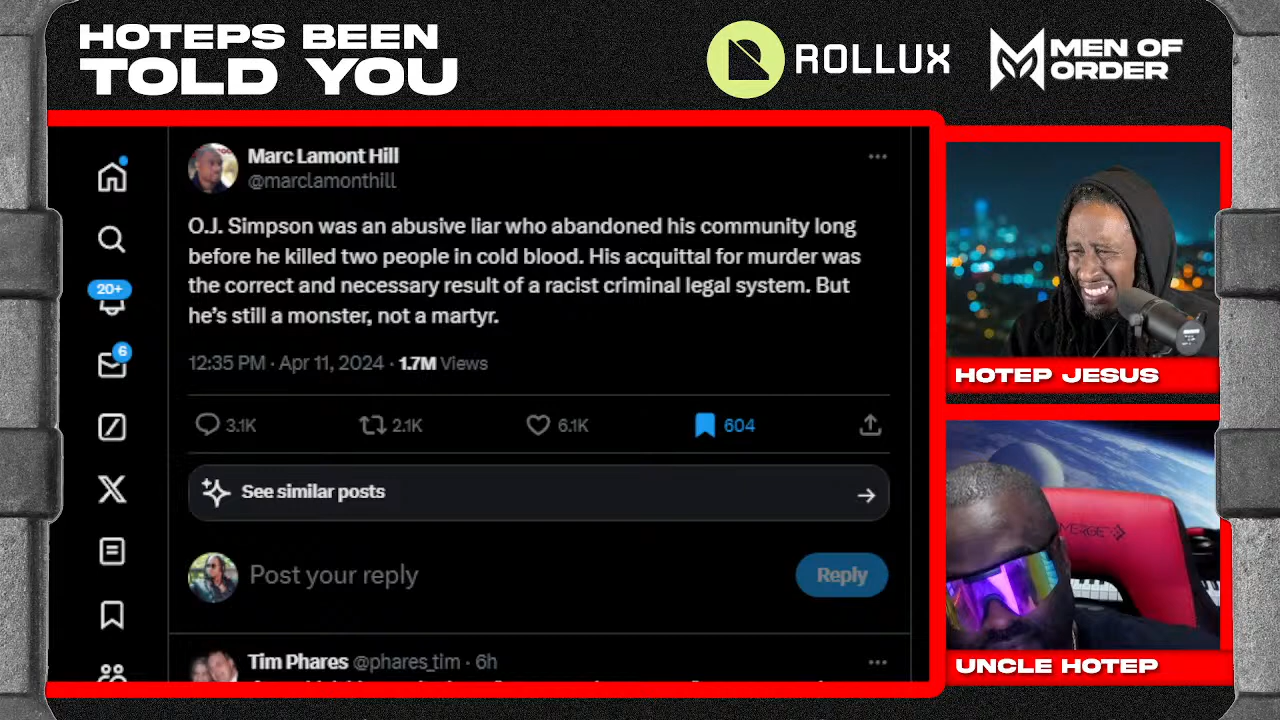 HOTEPS BEEN
TOLD YOU
ROLLUX
MEN OF
ORDER
Marc Lamont Hill
@marclamonthill
O.J. Simpson was an abusive liar who abandoned his community long
before he killed two people in cold blood. His acquittal for murder was
the correct and necessary result of a racist criminal legal system. But
he's still a monster, not a martyr.
12:35 PM · Apr 11, 2024 · 1.7M Views
3.1K 2.1K 6.1K 604
See similar posts
Post your reply
Reply
Tim Phares @phares_tim · 6h
20+
6
HOTEP JESUS
MERGE
UNCLE HOTEP